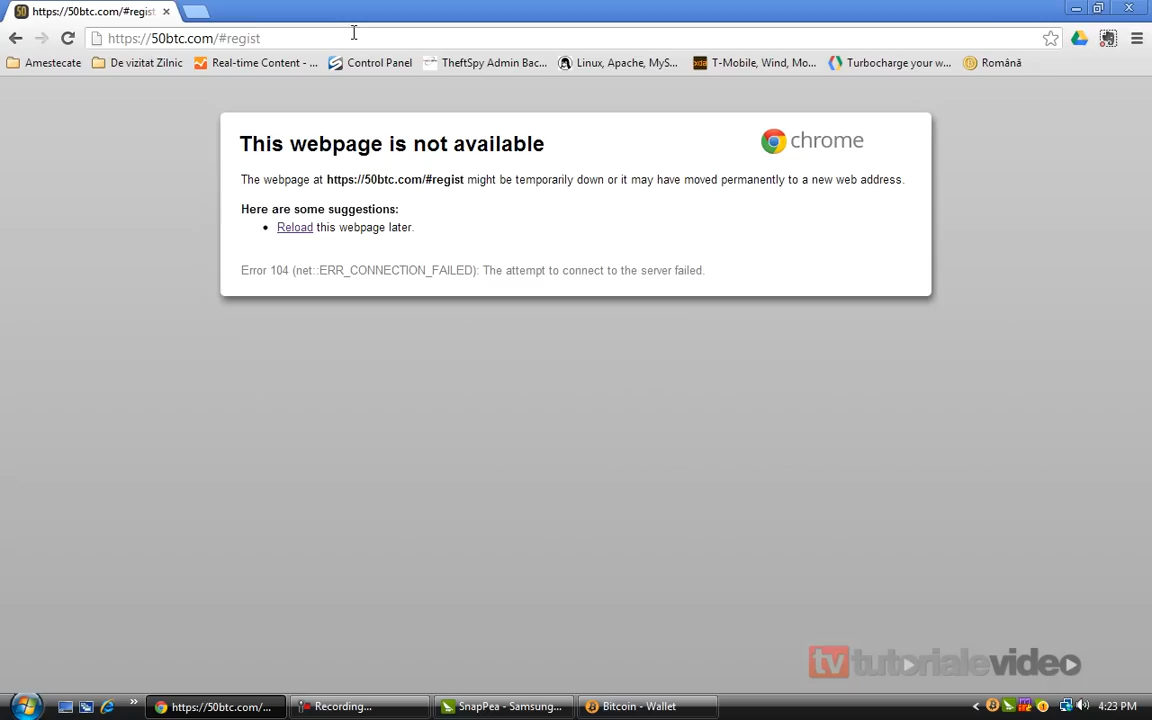 https://50btc.com/#regist
https://50btc.com/#regist
Amestecate De vizitat Zilnic Real-time Content - ... Control Panel TheftSpy Admin Bac... Linux, Apache, MyS... T-Mobile, Wind, Mo... Turbocharge your w... Română
This webpage is not available
chrome
The webpage at https://50btc.com/#regist might be temporarily down or it may have moved permanently to a new web address.
Here are some suggestions:
• Reload this webpage later.
Error 104 (net::ERR_CONNECTION_FAILED): The attempt to connect to the server failed.
tv tutorialevideo
https://50btc.com/... Recording... SnapPea - Samsung... Bitcoin - Wallet 4:23 PM